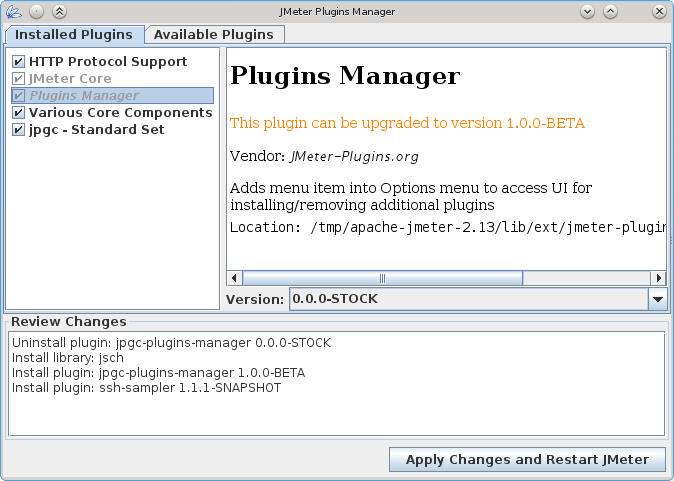 JMeter Plugins Manager
Installed Plugins
Available Plugins
HTTP Protocol Support
JMeter Core
Plugins Manager
Various Core Components
jpgc - Standard Set
Plugins Manager
This plugin can be upgraded to version 1.0.0-BETA
Vendor: JMeter-Plugins.org
Adds menu item into Options menu to access UI for
installing/removing additional plugins
Location: /tmp/apache-jmeter-2.13/lib/ext/jmeter-plugin
Version: 0.0.0-STOCK
Review Changes
Uninstall plugin: jpgc-plugins-manager 0.0.0-STOCK
Install library: jsch
Install plugin: jpgc-plugins-manager 1.0.0-BETA
Install plugin: ssh-sampler 1.1.1-SNAPSHOT
Apply Changes and Restart JMeter